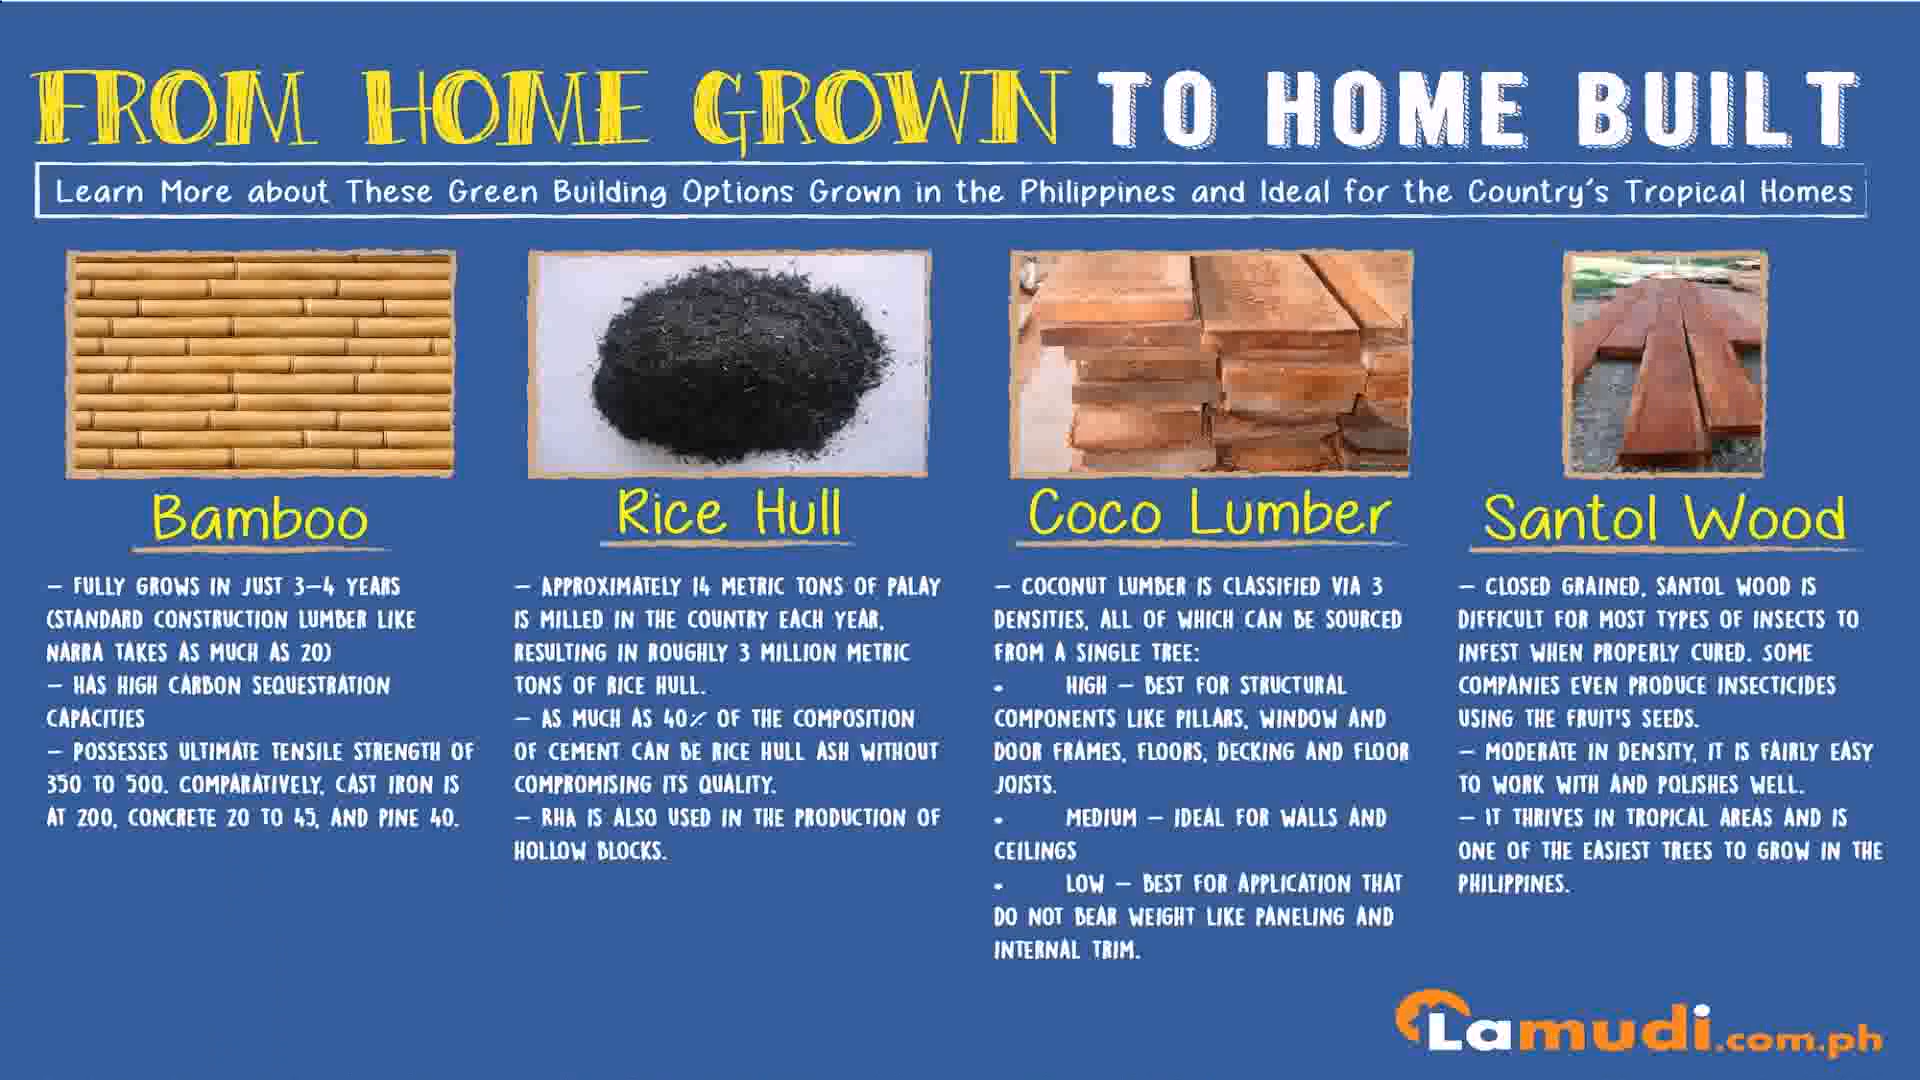 FROM HOME GROWN TO HOME BUILT
Learn More about These Green Building Options Grown in the Philippines and Ideal for the Country's Tropical Homes
Bamboo
– FULLY GROWS IN JUST 3–4 YEARS
(STANDARD CONSTRUCTION LUMBER LIKE
NARRA TAKES AS MUCH AS 20)
– HAS HIGH CARBON SEQUESTRATION
CAPACITIES
– POSSESSES ULTIMATE TENSILE STRENGTH OF
350 TO 500. COMPARATIVELY, CAST IRON IS
AT 200, CONCRETE 20 TO 45, AND PINE 40.
Rice Hull
– APPROXIMATELY 14 METRIC TONS OF PALAY
IS MILLED IN THE COUNTRY EACH YEAR,
RESULTING IN ROUGHLY 3 MILLION METRIC
TONS OF RICE HULL.
– AS MUCH AS 40% OF THE COMPOSITION
OF CEMENT CAN BE RICE HULL ASH WITHOUT
COMPROMISING ITS QUALITY.
– RHA IS ALSO USED IN THE PRODUCTION OF
HOLLOW BLOCKS.
Coco Lumber
– COCONUT LUMBER IS CLASSIFIED VIA 3
DENSITIES, ALL OF WHICH CAN BE SOURCED
FROM A SINGLE TREE:
• HIGH – BEST FOR STRUCTURAL
COMPONENTS LIKE PILLARS, WINDOW AND
DOOR FRAMES, FLOORS, DECKING AND FLOOR
JOISTS.
• MEDIUM – IDEAL FOR WALLS AND
CEILINGS
• LOW – BEST FOR APPLICATION THAT
DO NOT BEAR WEIGHT LIKE PANELING AND
INTERNAL TRIM.
Santol Wood
– CLOSED GRAINED, SANTOL WOOD IS
DIFFICULT FOR MOST TYPES OF INSECTS TO
INFEST WHEN PROPERLY CURED. SOME
COMPANIES EVEN PRODUCE INSECTICIDES
USING THE FRUIT'S SEEDS.
– MODERATE IN DENSITY, IT IS FAIRLY EASY
TO WORK WITH AND POLISHES WELL.
– IT THRIVES IN TROPICAL AREAS AND IS
ONE OF THE EASIEST TREES TO GROW IN THE
PHILIPPINES.
Lamudi.com.ph